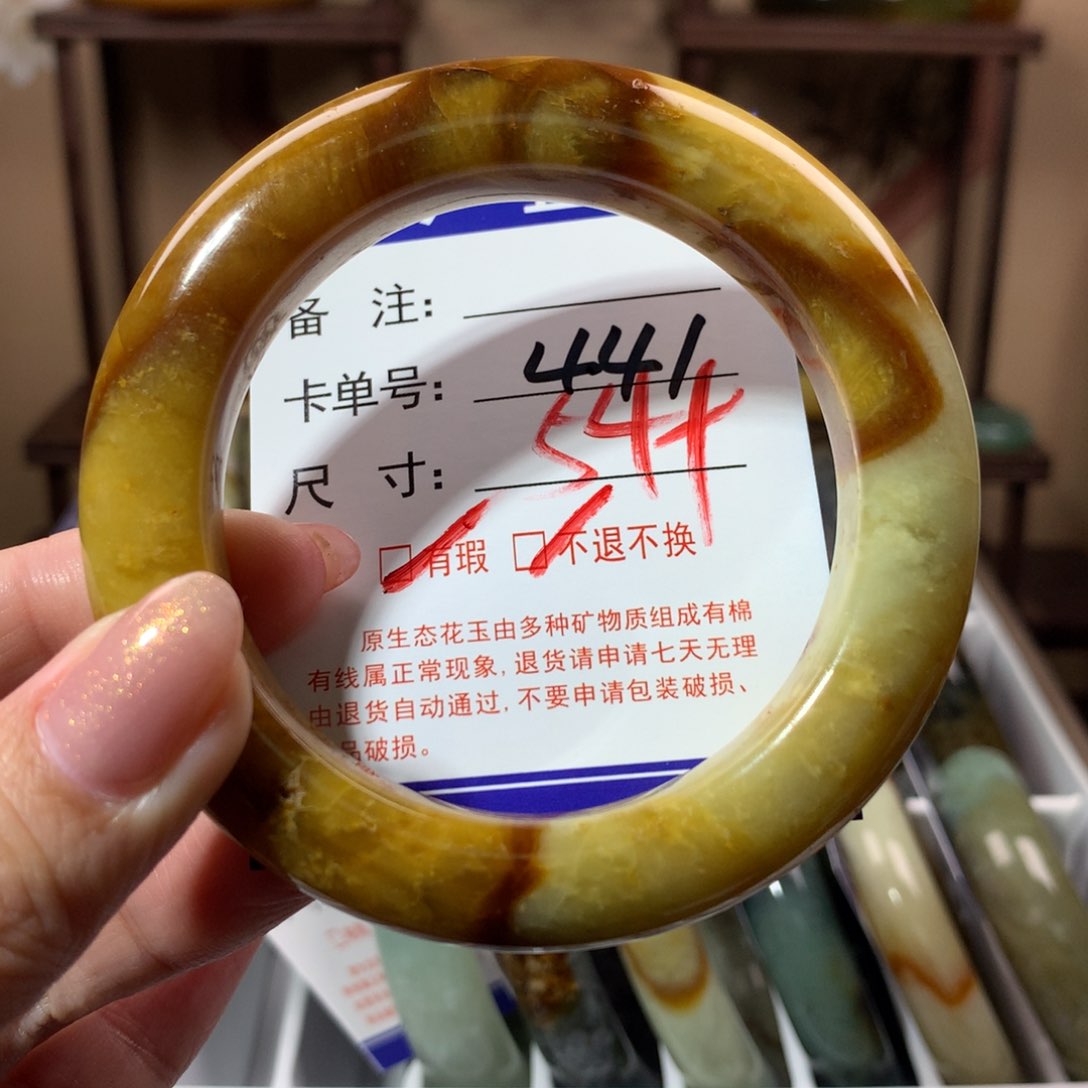 备 注:
卡单号: 441
尺 寸: 544
有瑕 不退不换
原生态花玉由多种矿物质组成有棉
有线属正常现象,退货请申请七天无理
由退货自动通过,不要申请包装破损、
品破损。